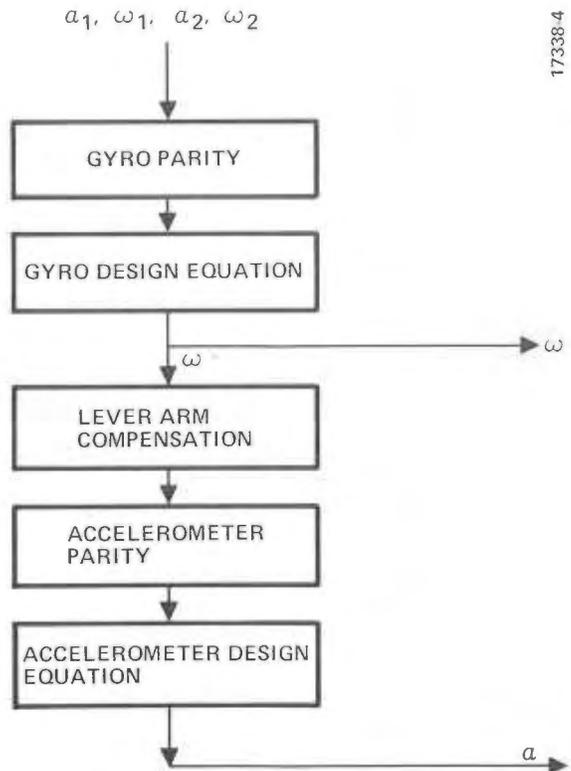 a1, ω1, a2, ω2
17338-4
GYRO PARITY
GYRO DESIGN EQUATION
ω
ω
LEVER ARM
COMPENSATION
ACCELEROMETER
PARITY
ACCELEROMETER DESIGN
EQUATION
a